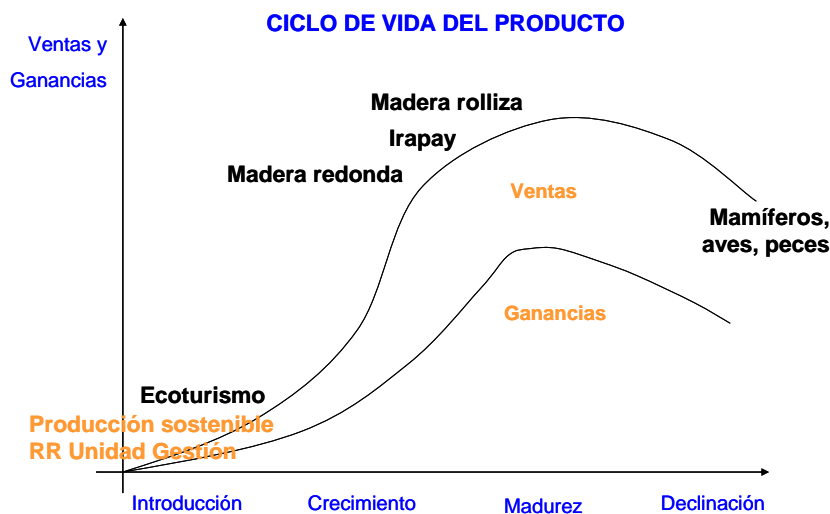 CICLO DE VIDA DEL PRODUCTO
Ventas y
Ganancias
Madera rolliza
Irapay
Madera redonda
Ventas
Mamíferos,
aves, peces
Ganancias
Ecoturismo
Producción sostenible
RR Unidad Gestión
Introducción
Crecimiento
Madurez
Declinación